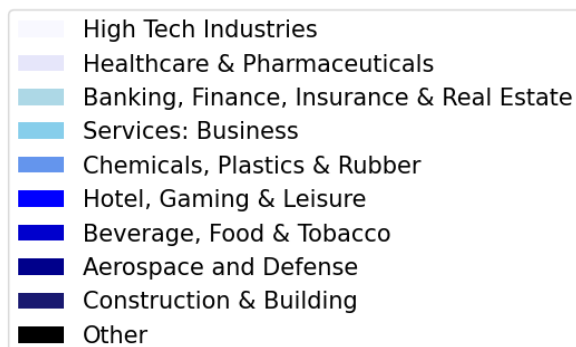 High Tech Industries
Healthcare & Pharmaceuticals
Banking, Finance, Insurance & Real Estate
Services: Business
Chemicals, Plastics & Rubber
Hotel, Gaming & Leisure
Beverage, Food & Tobacco
Aerospace and Defense
Construction & Building
Other